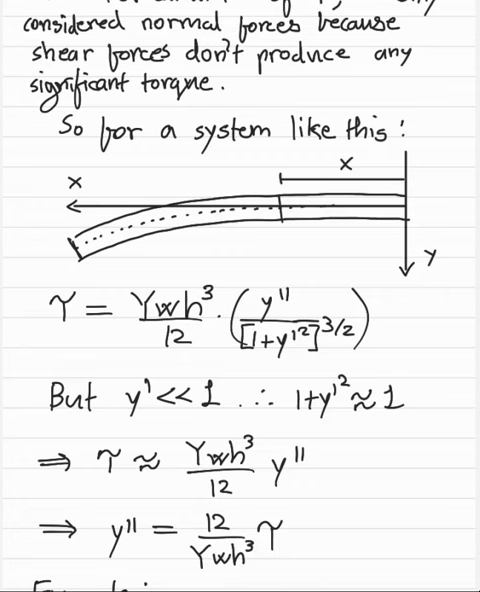 considered normal forces because
shear forces don't produce any
significant torque.
So for a system like this:
x
x
y
τ = Ywh³/12 · (y''/[1+y'²]^3/2)
But y' << 1 ∴ 1+y'² ≈ 1
⇒ τ ≈ Ywh³/12 y''
⇒ y'' = 12/Ywh³ τ